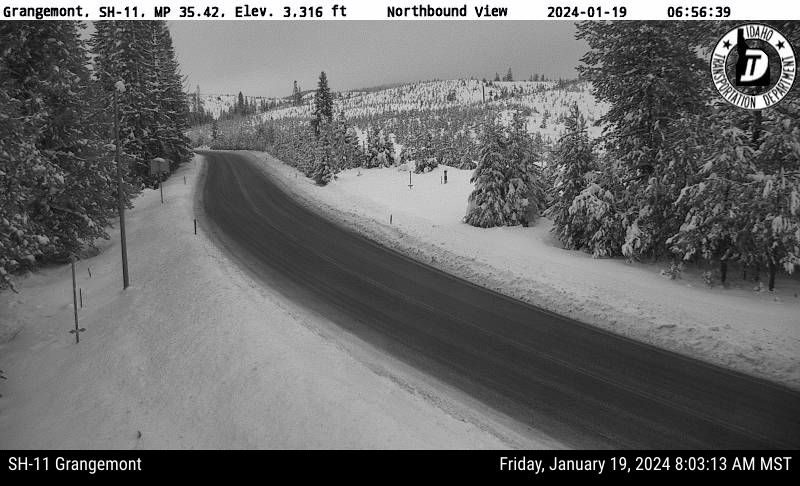 Grangemont, SH-11, MP 35.42, Elev. 3,316 ft Northbound View 2024-01-19 06:56:39
IDAHO
TRANSPORTATION DEPARTMENT
SH-11 Grangemont Friday, January 19, 2024 8:03:13 AM MST